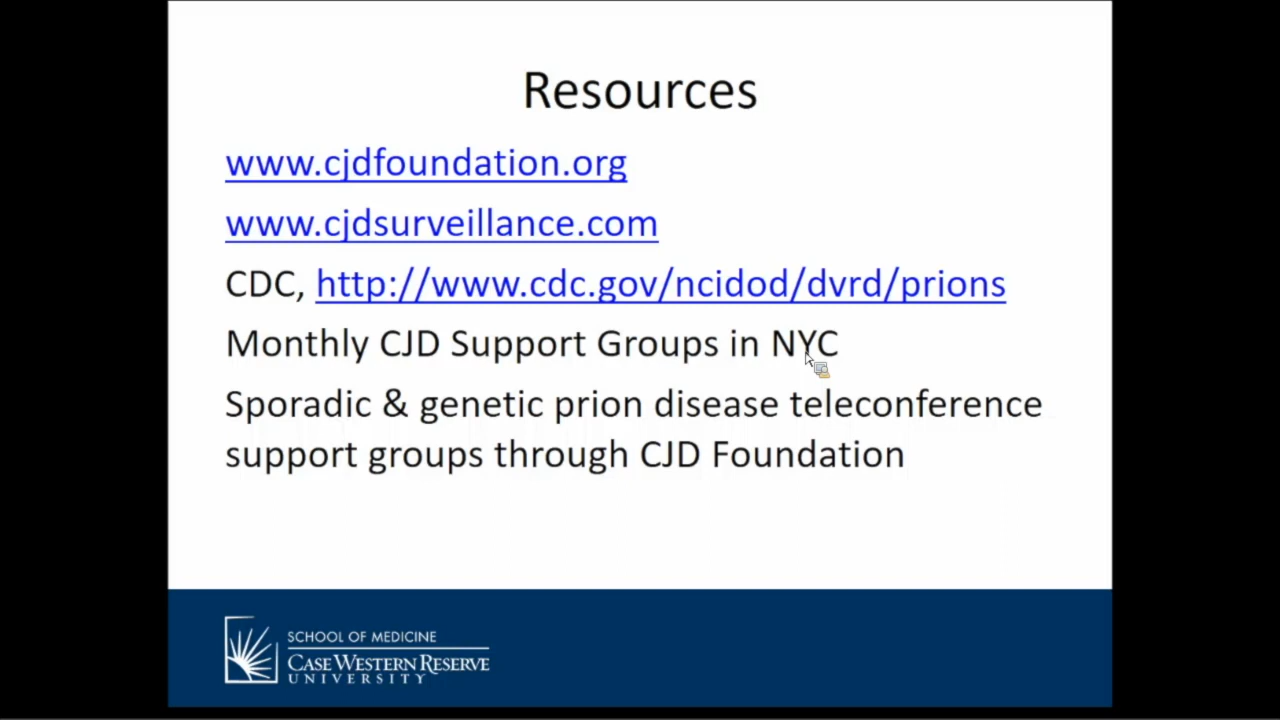 Resources
www.cjdfoundation.org
www.cjdsurveillance.com
CDC, http://www.cdc.gov/ncidod/dvrd/prions
Monthly CJD Support Groups in NYC
Sporadic & genetic prion disease teleconference
support groups through CJD Foundation
SCHOOL OF MEDICINE
CASE WESTERN RESERVE
UNIVERSITY